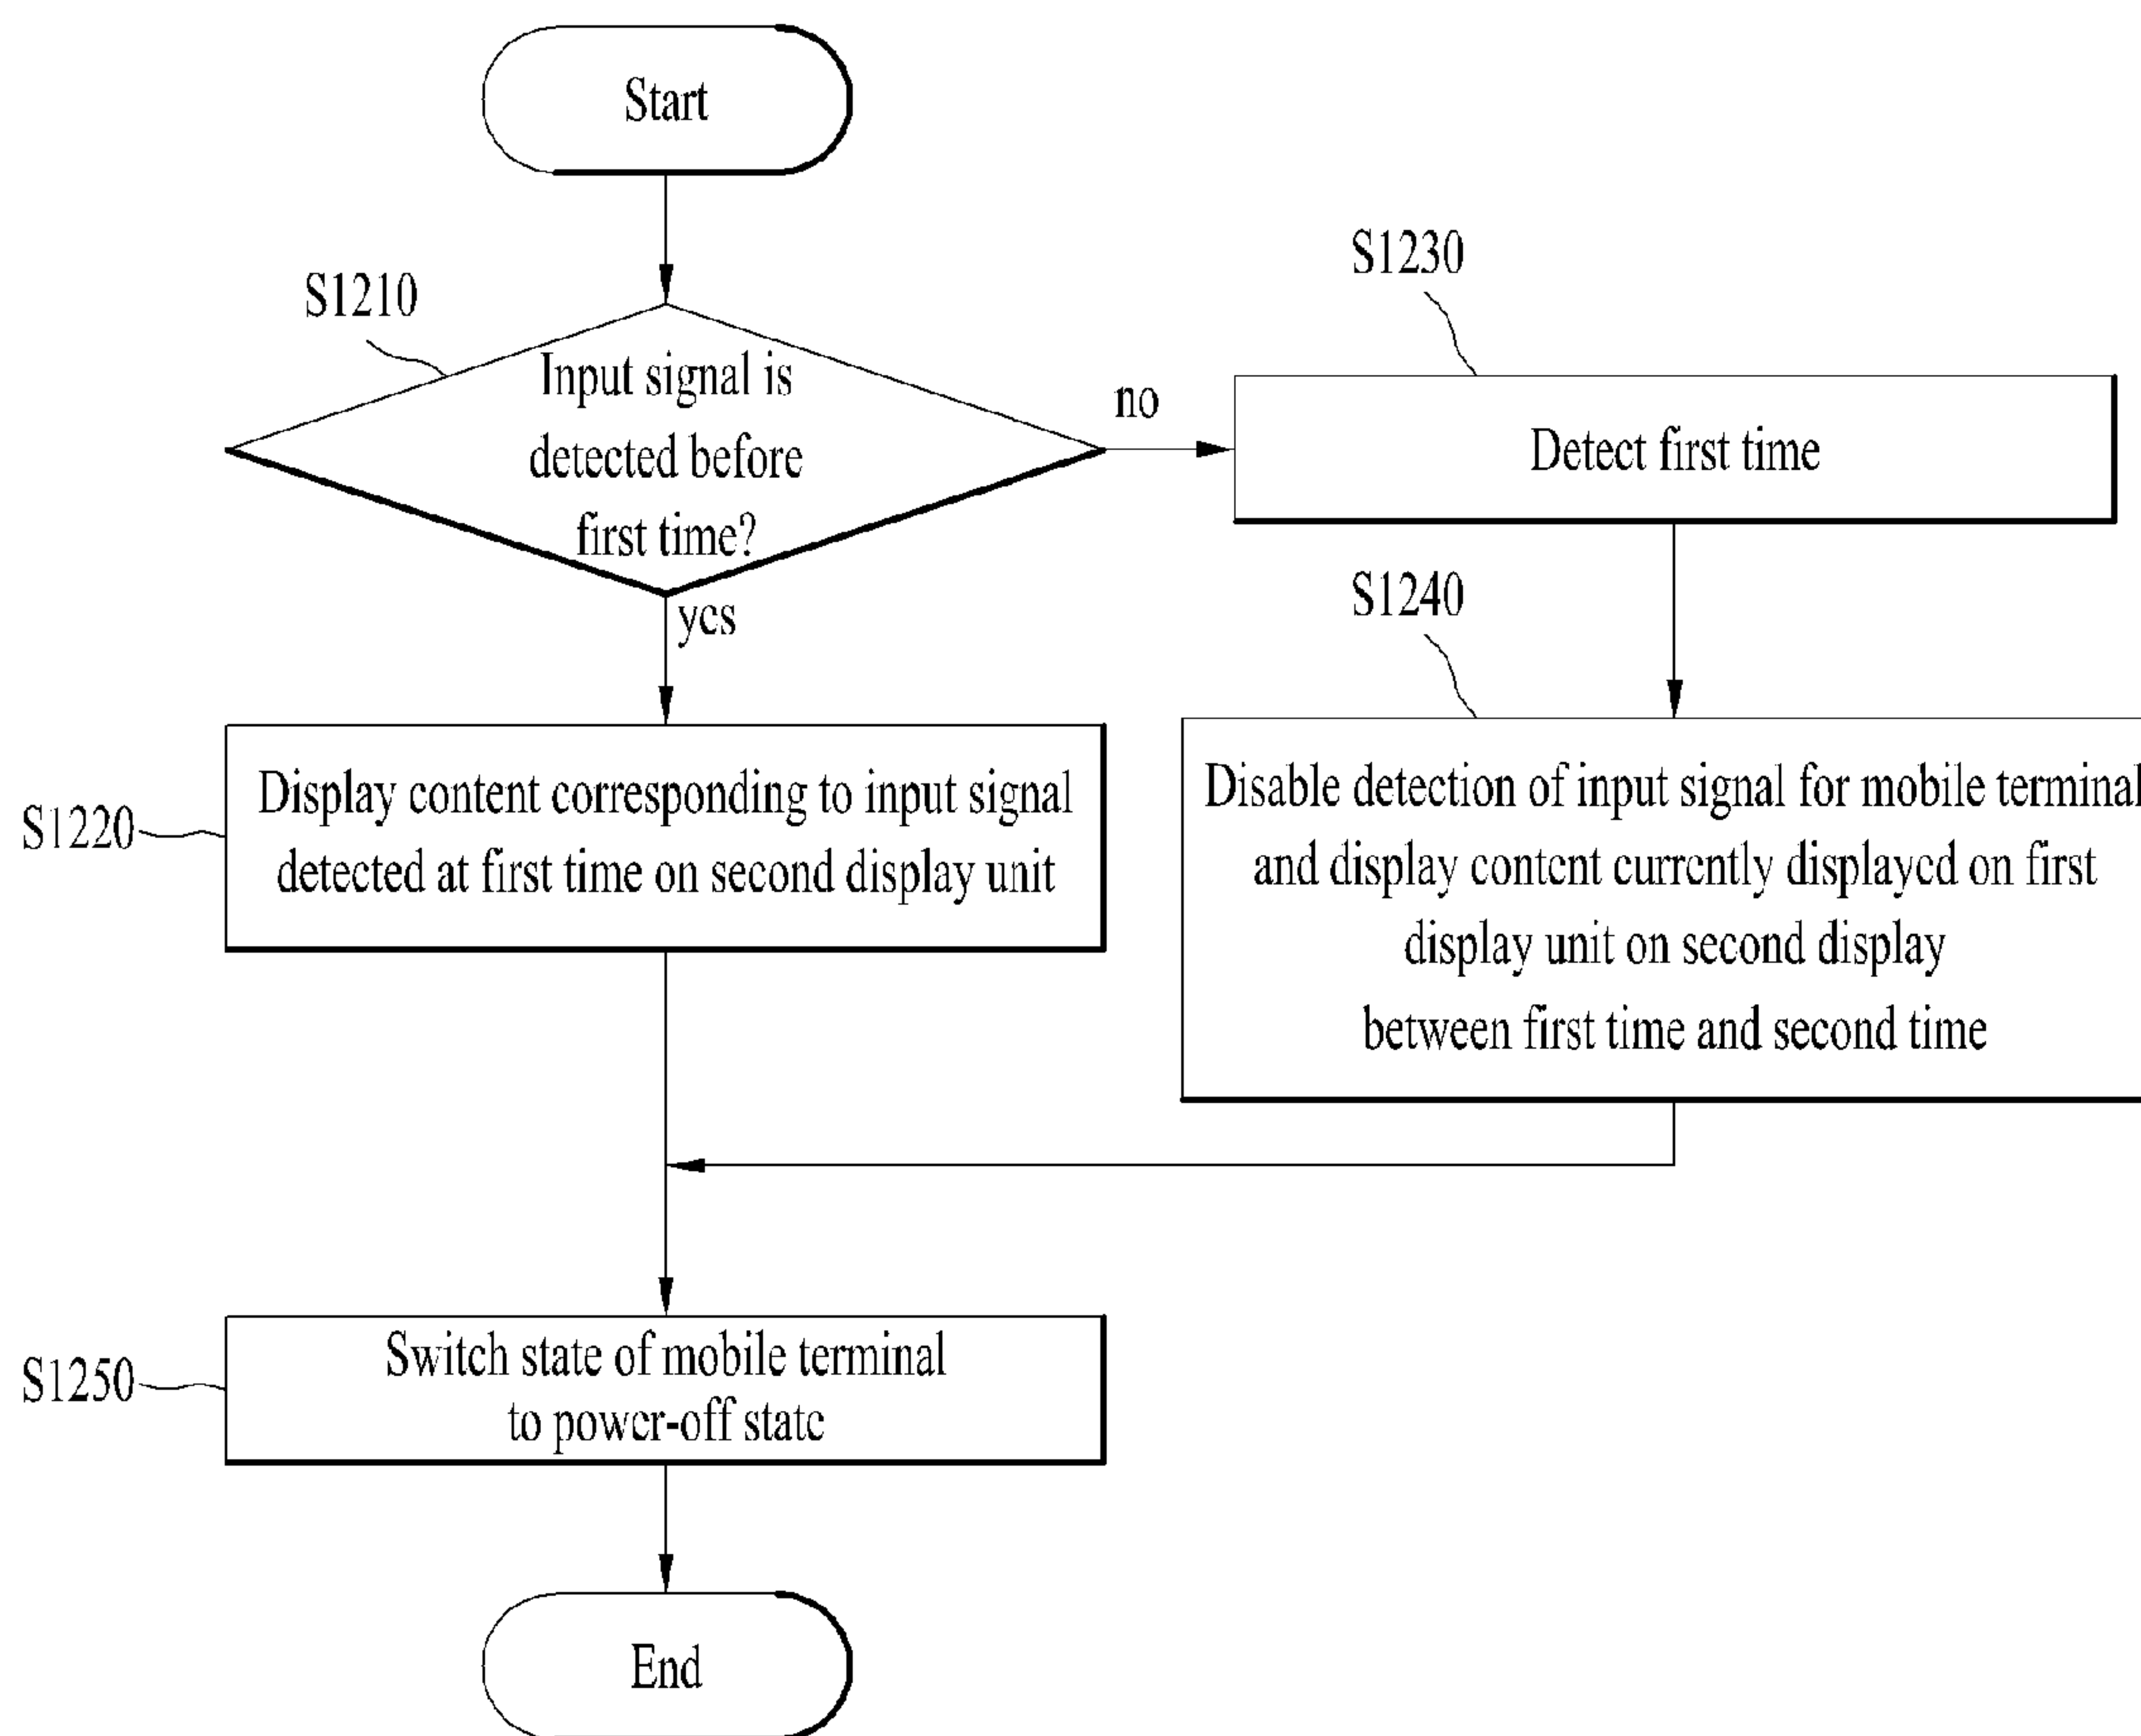 Start
S1210
Input signal is
detected before
first time?
no
yes
S1230
Detect first time
S1220
Display content corresponding to input signal
detected at first time on second display unit
S1240
Disable detection of input signal for mobile terminal
and display content currently displayed on first
display unit on second display
between first time and second time
S1250
Switch state of mobile terminal
to power-off state
End